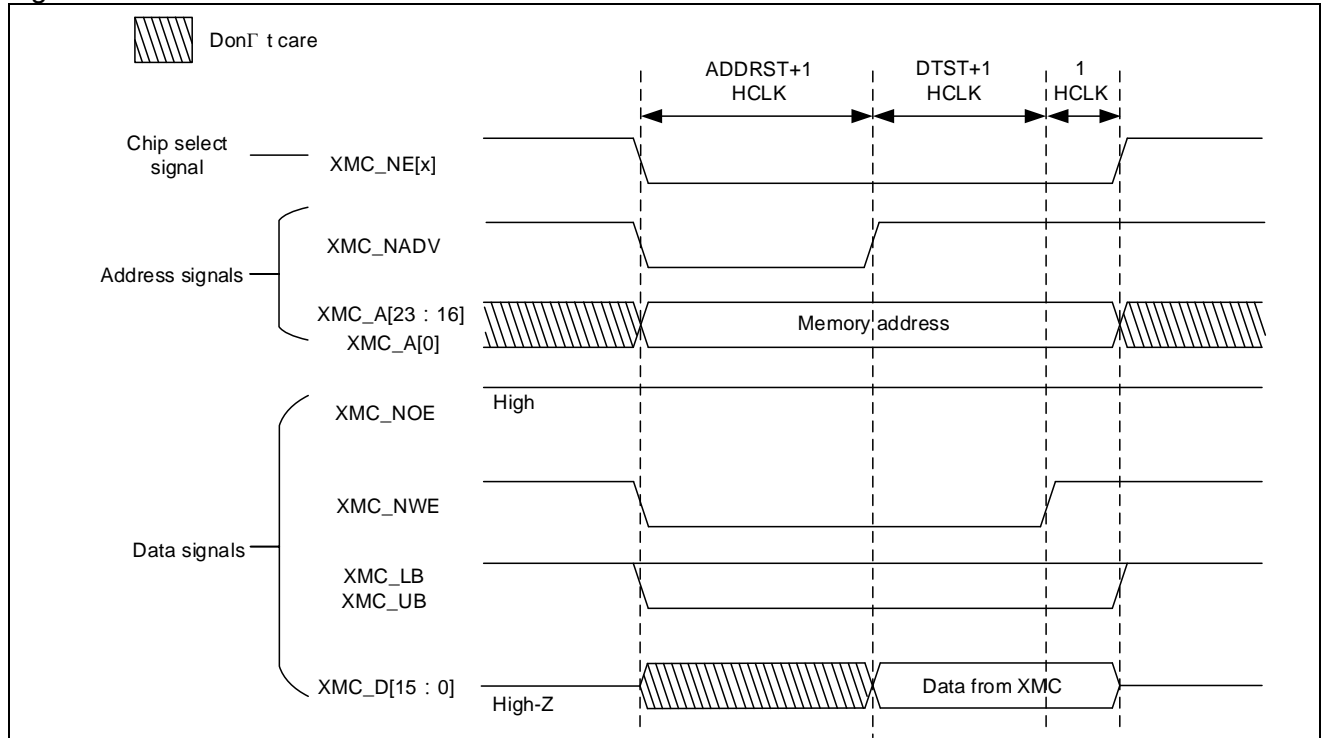 DonΓ t care
ADDRST+1
HCLK
DTST+1
HCLK
1
HCLK
Chip select
signal
XMC_NE[x]
XMC_NADV
Address signals
XMC_A[23 : 16]
XMC_A[0]
Memory address
XMC_NOE
High
XMC_NWE
Data signals
XMC_LB
XMC_UB
XMC_D[15 : 0]
High-Z
Data from XMC